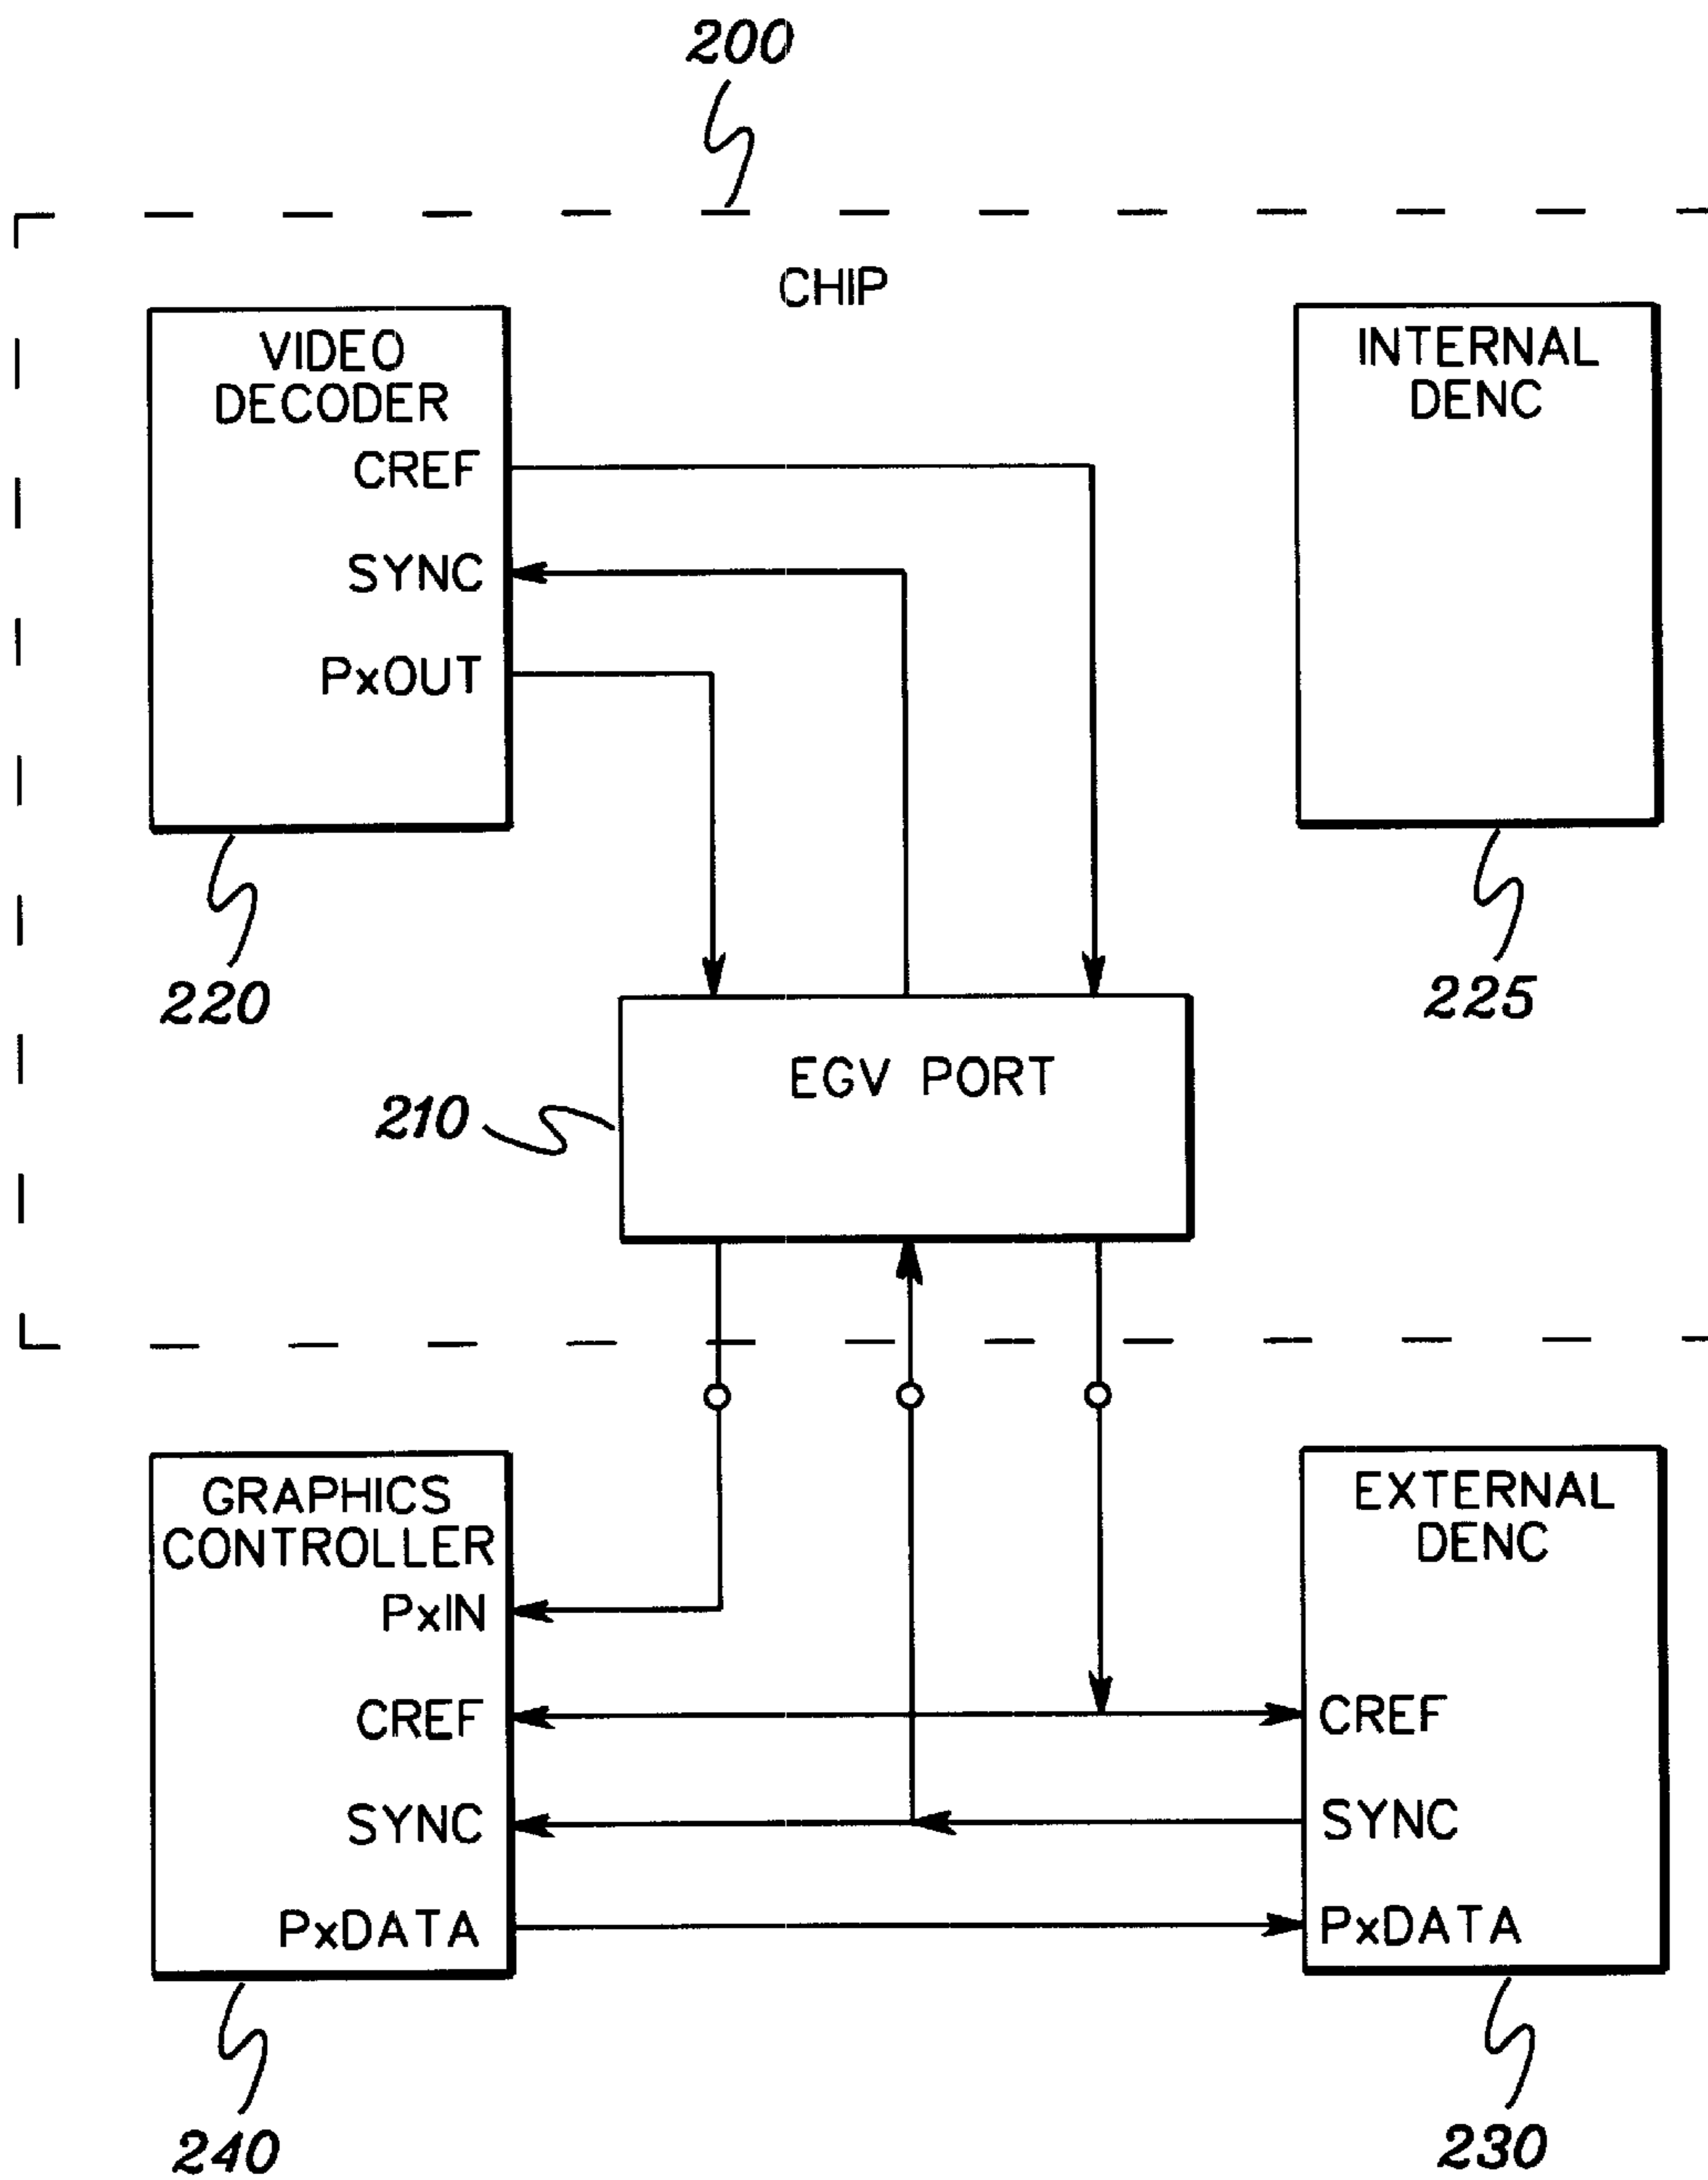 200
CHIP
VIDEO
DECODER
CREF
SYNC
PxOUT
INTERNAL
DENC
220
225
EGV PORT
210
GRAPHICS
CONTROLLER
PxIN
CREF
SYNC
PxDATA
EXTERNAL
DENC
CREF
SYNC
PxDATA
240
230